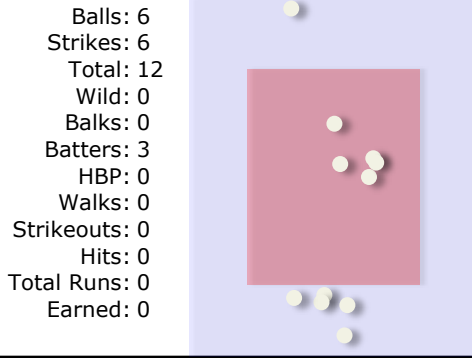 Balls: 6
Strikes: 6
Total: 12
Wild: 0
Balks: 0
Batters: 3
HBP: 0
Walks: 0
Strikeouts: 0
Hits: 0
Total Runs: 0
Earned: 0